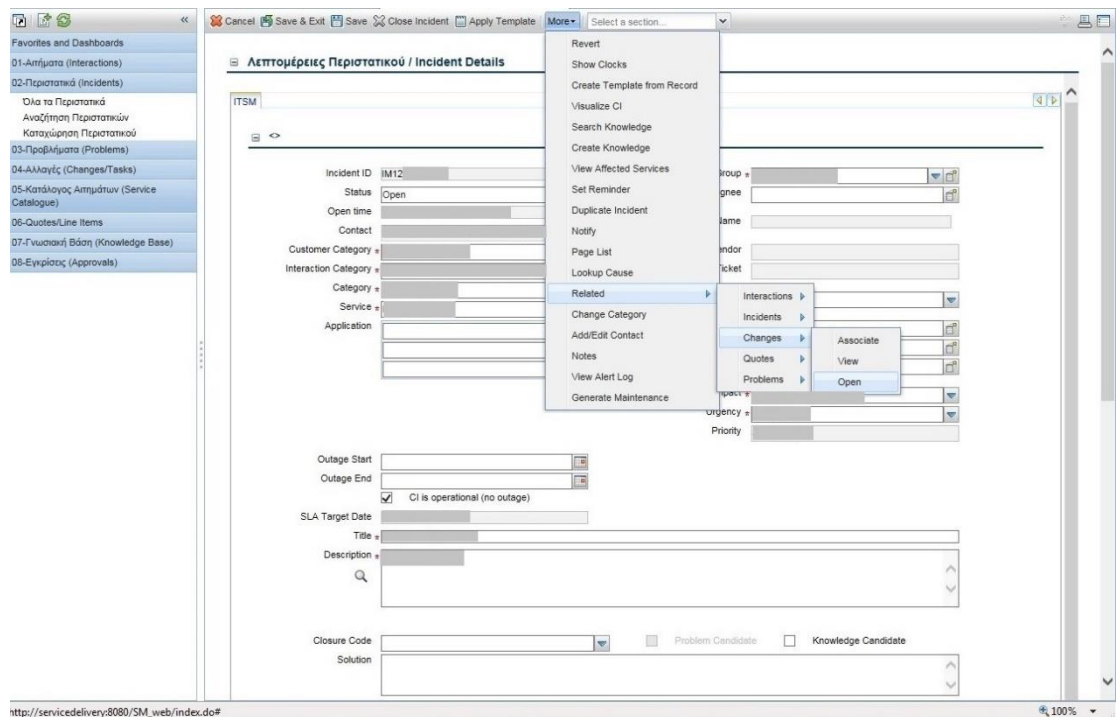 Cancel Save & Exit Save Close Incident Apply Template More Select a section...
Favorites and Dashboards
01-Αιτήματα (Interactions)
02-Περιστατικά (Incidents)
Όλα τα Περιστατικά
Αναζήτηση Περιστατικών
Καταχώρηση Περιστατικού
03-Προβλήματα (Problems)
04-Αλλαγές (Changes/Tasks)
05-Κατάλογος Αιτημάτων (Service
Catalogue)
06-Quotes/Line Items
07-Γνωσιακή Βάση (Knowledge Base)
08-Εγκρίσεις (Approvals)
Λεπτομέρειες Περιστατικού / Incident Details
ITSM
<>
Incident ID IM12
Status Open
Open time
Contact
Customer Category
Interaction Category
Category
Service
Application
Revert
Show Clocks
Create Template from Record
Visualize CI
Search Knowledge
Create Knowledge
View Affected Services
Set Reminder
Duplicate Incident
Notify
Page List
Lookup Cause
Related
Change Category
Add/Edit Contact
Notes
View Alert Log
Generate Maintenance
Interactions
Incidents
Changes
Quotes
Problems
Associate
View
Open
Urgency
Priority
Outage Start
Outage End
CI is operational (no outage)
SLA Target Date
Title
Description
Closure Code
Problem Candidate Knowledge Candidate
Solution
http://servicedelivery:8080/SM_web/index.do#
100%